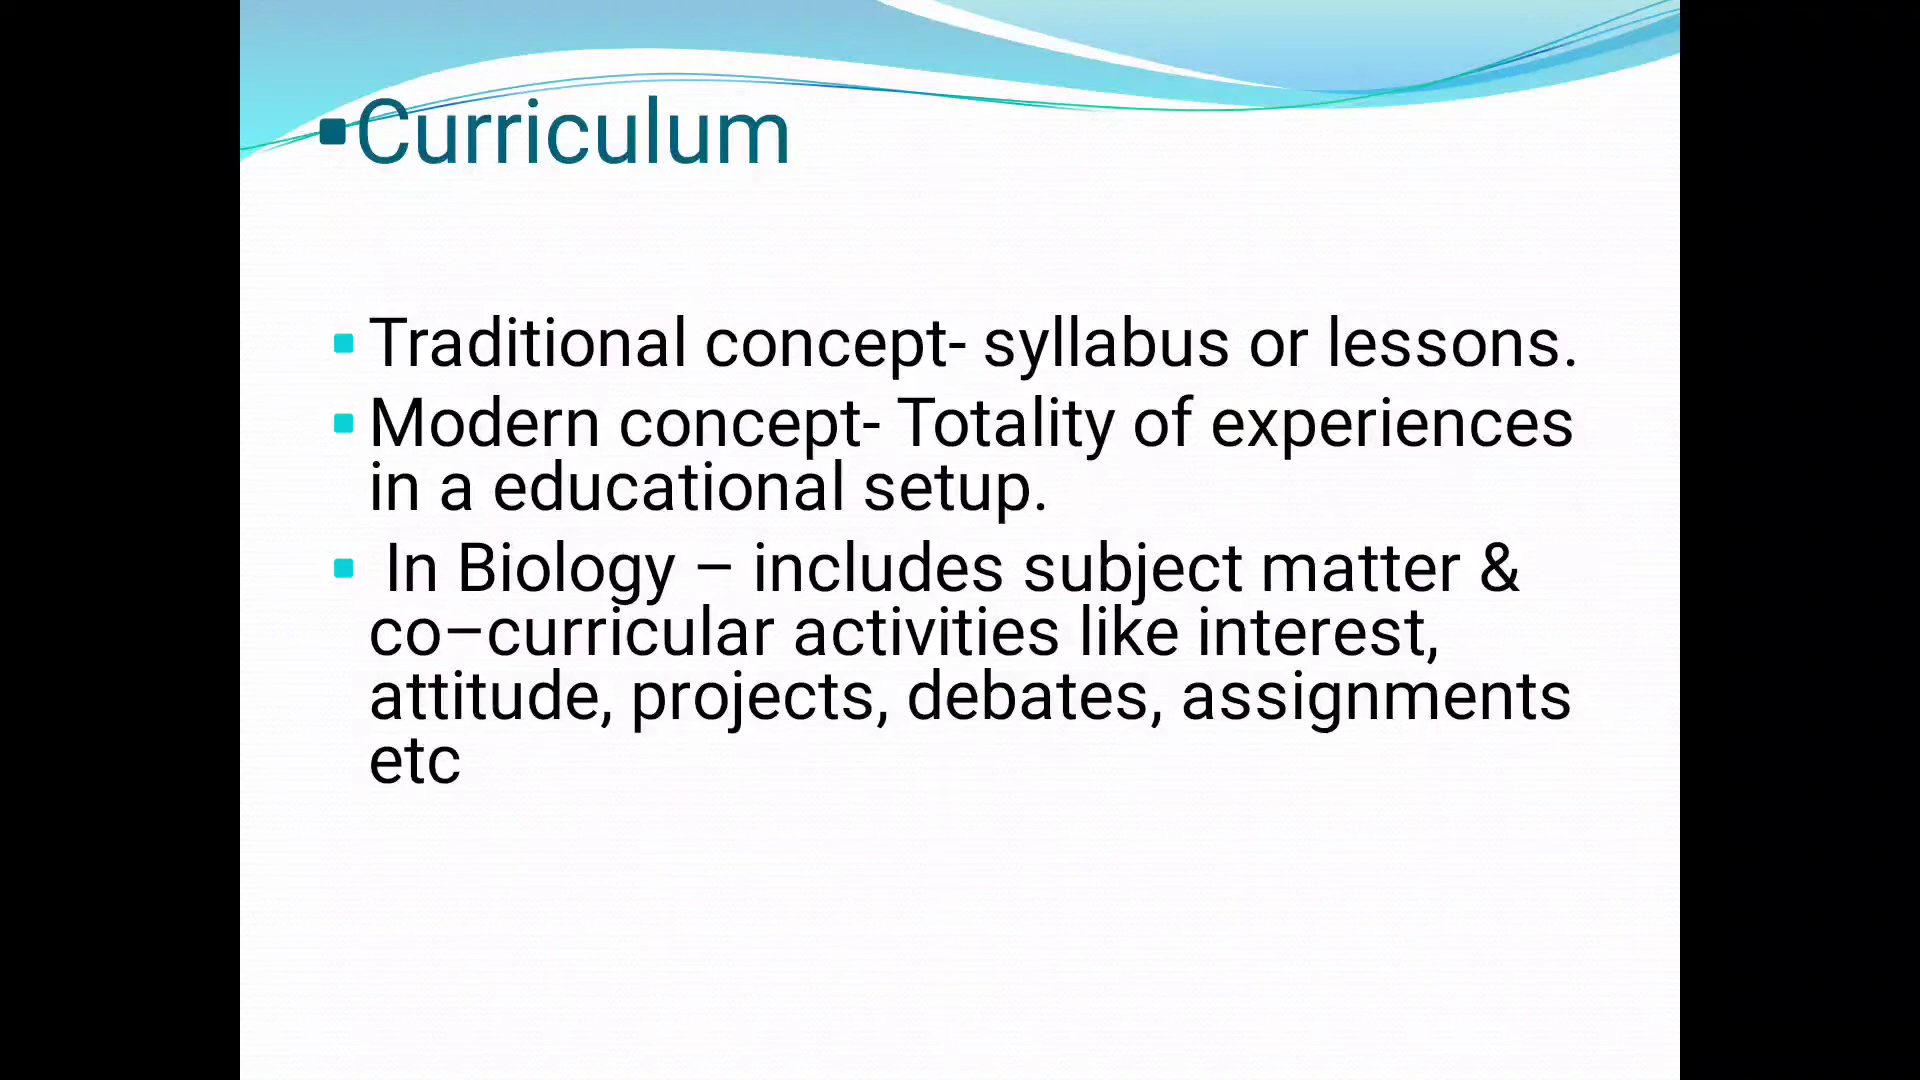 ▪Curriculum
▪Traditional concept- syllabus or lessons.
▪Modern concept- Totality of experiences
in a educational setup.
▪ In Biology – includes subject matter &
co–curricular activities like interest,
attitude, projects, debates, assignments
etc